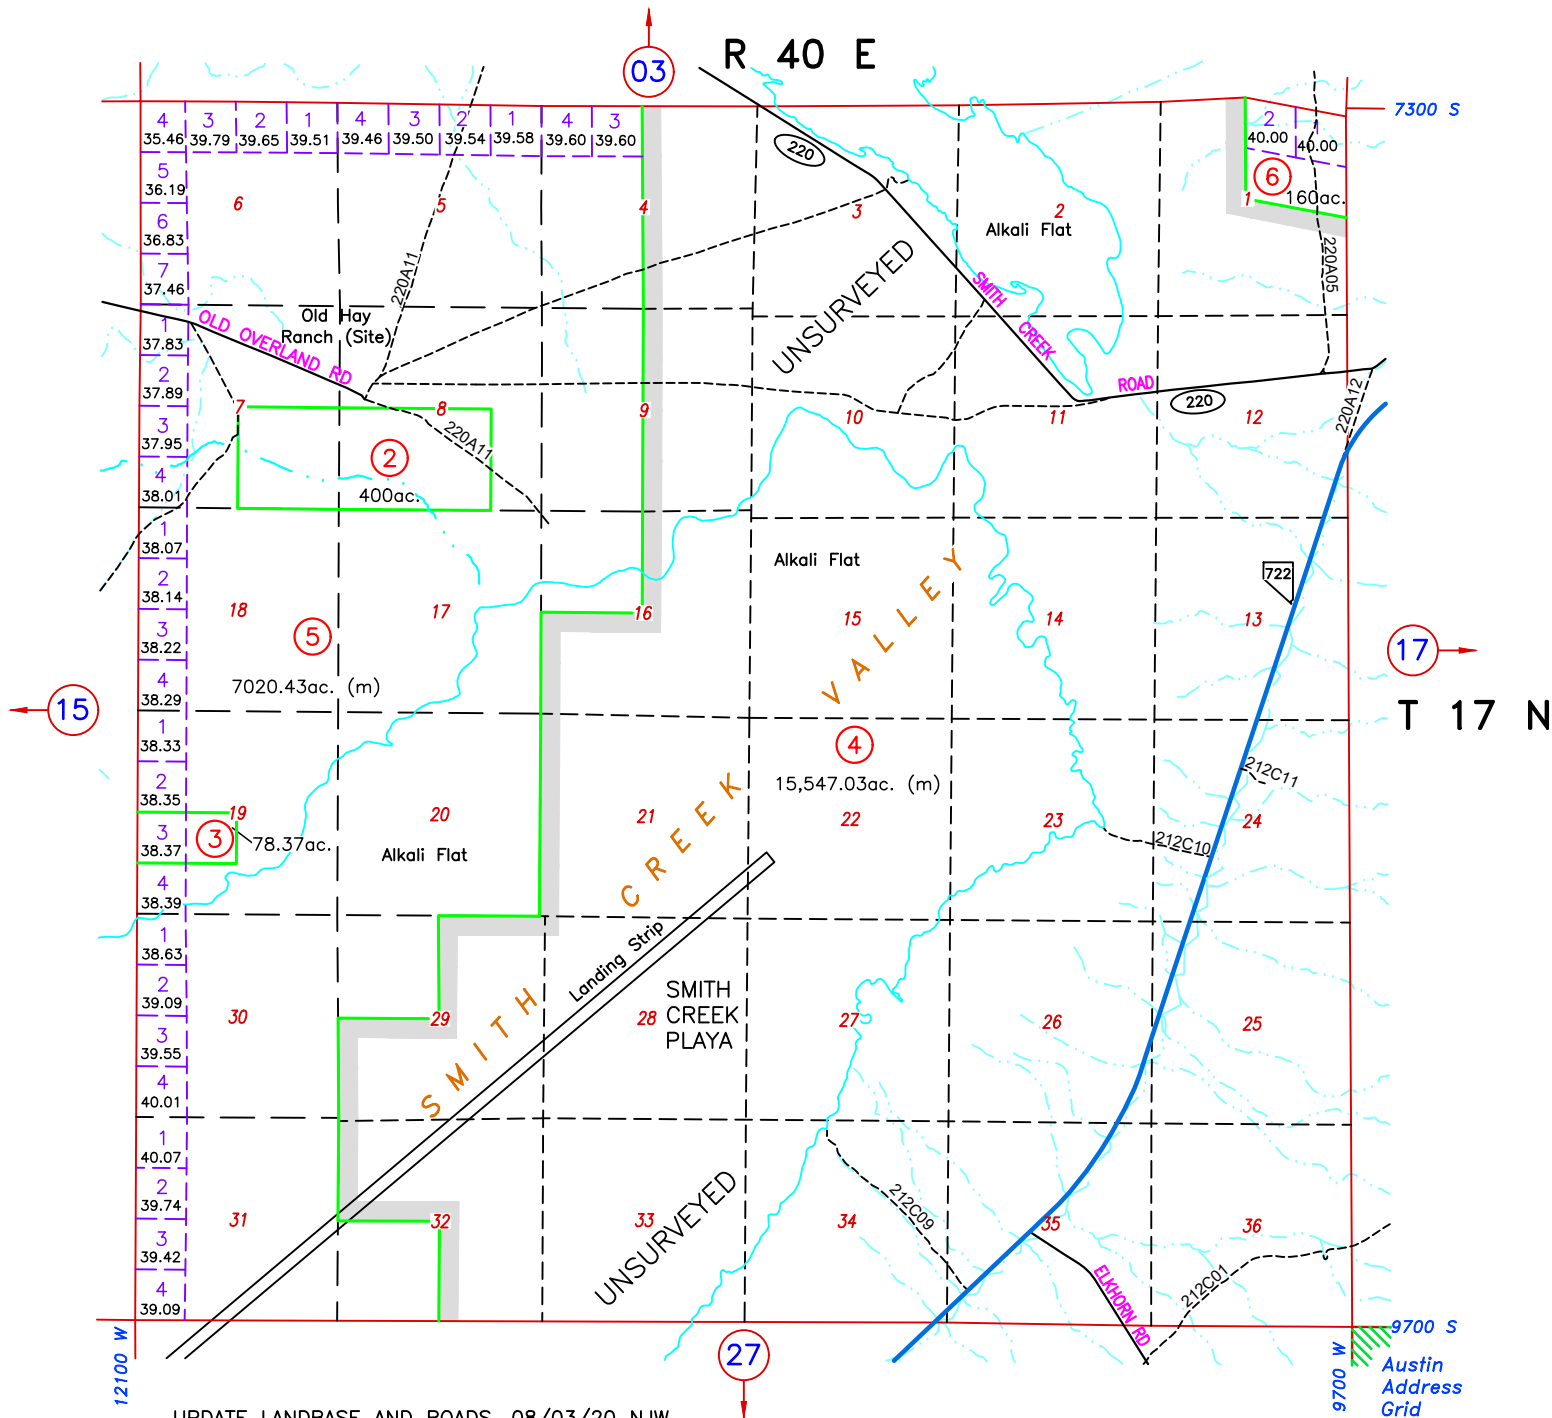 03
R 40 E
7300 S
4 3 2 1 4 3 2 1 4 3
35.46 39.79 39.65 39.51 39.46 39.50 39.54 39.58 39.60 39.60
2 1
40.00 40.00
220
6
160ac.
5
36.19
6
36.83
7
37.46
6 5 4 3 2 1
Alkali Flat
220A11
220A05
UNSURVEYED
SMITH
CREEK
ROAD
220
OLD OVERLAND RD
Old Hay
Ranch (Site)
1
37.83
2
37.89
3
37.95
4
38.01
7 8 9 10 11 12
220A12
2
400ac.
220A11
Alkali Flat
722
1
38.07
2
38.14
3
38.22
4
38.29
18 17 16 15 14 13
5
7020.43ac. (m)
15
17
T 17 N
SMITH CREEK VALLEY
4
15,547.03ac. (m)
1
38.33
2
38.35
3
38.37
4
38.39
19 20 21 22 23 24
3
78.37ac.
Alkali Flat
212C11
212C10
Landing Strip
SMITH
CREEK
PLAYA
1
38.63
2
39.09
3
39.55
4
40.01
30 29 28 27 26 25
1
40.07
2
39.74
3
39.42
4
39.09
31 32 33 34 35 36
UNSURVEYED
212C09
ELKHORN RD
212C01
9700 S
12100 W
27
9700 W
Austin
Address
Grid
UPDATE LANDBASE AND ROADS 08/03/20 NJW